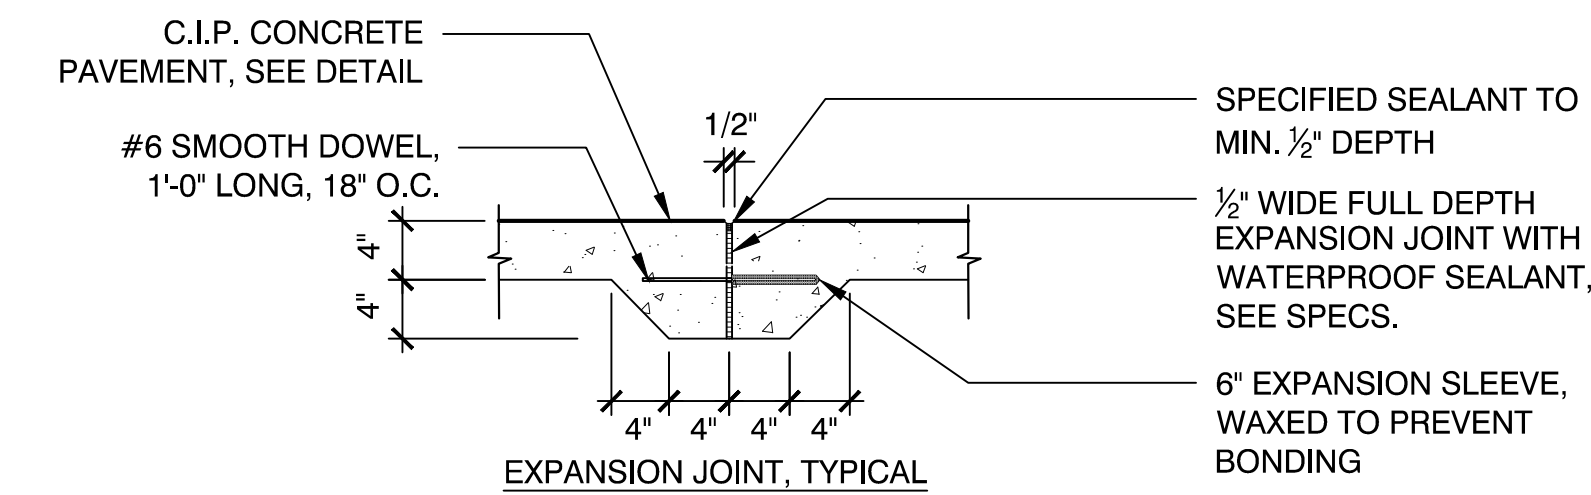 C.I.P. CONCRETE
PAVEMENT, SEE DETAIL
#6 SMOOTH DOWEL,
1'-0" LONG, 18" O.C.
1/2"
SPECIFIED SEALANT TO
MIN. ½" DEPTH
½" WIDE FULL DEPTH
EXPANSION JOINT WITH
WATERPROOF SEALANT,
SEE SPECS.
6" EXPANSION SLEEVE,
WAXED TO PREVENT
BONDING
4"
4"
4" 4" 4" 4"
EXPANSION JOINT, TYPICAL